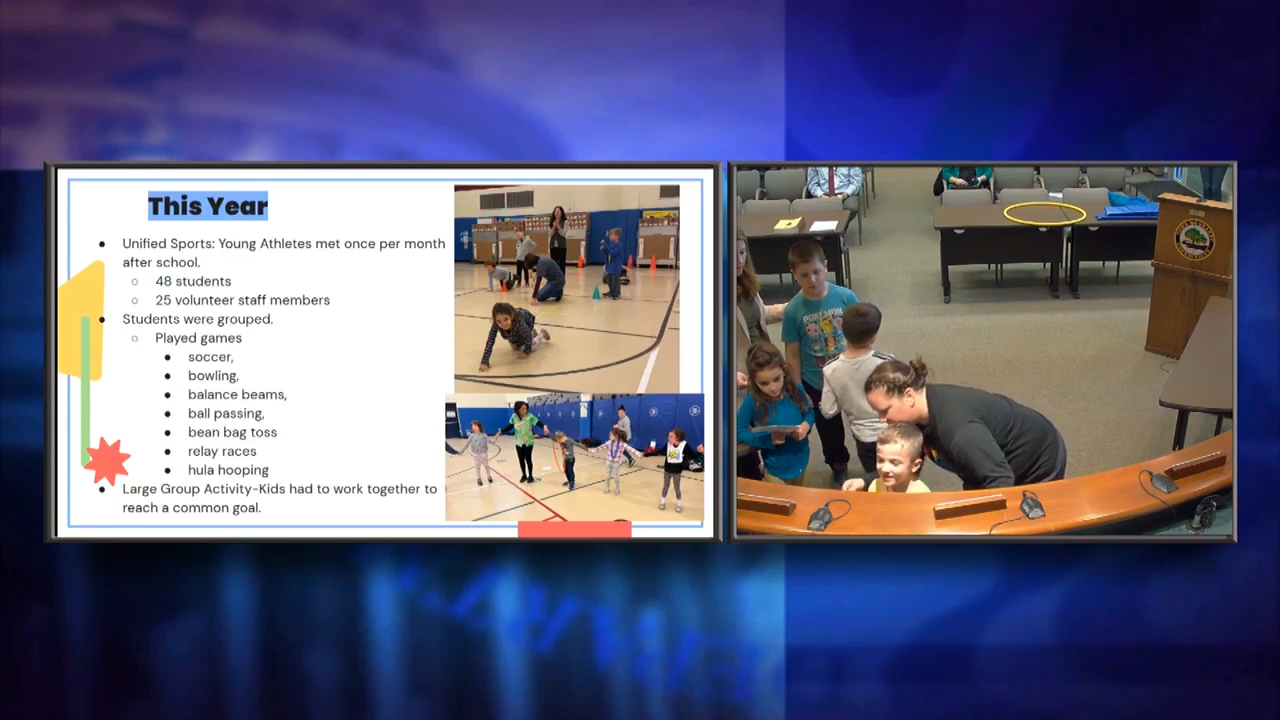 This Year
● Unified Sports: Young Athletes met once per month
after school.
○ 48 students
○ 25 volunteer staff members
● Students were grouped.
○ Played games
● soccer,
● bowling,
● balance beams,
● ball passing,
● bean bag toss
● relay races
● hula hooping
● Large Group Activity-Kids had to work together to
reach a common goal.
POKÉMON